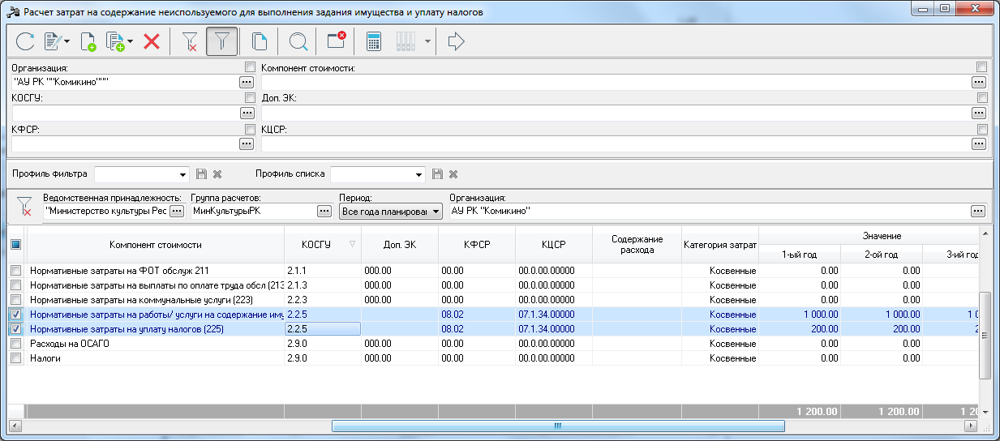 Расчет затрат на содержание неиспользуемого для выполнения задания имущества и уплату налогов
Организация: Компонент стоимости:
"АУ РК ""Комикино"""
КОСГУ: Доп. ЭК:
КФСР: КЦСР:
Профиль фильтра Профиль списка
Ведомственная принадлежность: Группа расчетов: Период: Организация:
"Министерство культуры Рес МинКультурыРК Все года планирован АУ РК "Комикино"
Компонент стоимости КОСГУ Доп. ЭК КФСР КЦСР Содержание расхода Категория затрат Значение
1-ый год 2-ой год 3-ий год
Нормативные затраты на ФОТ обслуж 211 2.1.1 000.00 00.00 00.0.00.00000 Косвенные 0.00 0.00
Нормативные затраты на выплаты по оплате труда обсл (213 2.1.3 000.00 00.00 00.0.00.00000 Косвенные 0.00 0.00
Нормативные затраты на коммунальные услуги (223) 2.2.3 000.00 00.00 00.0.00.00000 Косвенные 0.00 0.00
Нормативные затраты на работы/ услуги на содержание иму 2.2.5 08.02 07.1.34.00000 Косвенные 1 000.00 1 000.00 1 0
Нормативные затраты на уплату налогов (225) 2.2.5 08.02 07.1.34.00000 Косвенные 200.00 200.00 2
Расходы на ОСАГО 2.9.0 000.00 00.00 00.0.00.00000 Косвенные 0.00 0.00
Налоги 2.9.0 000.00 00.00 00.0.00.00000 Косвенные 0.00 0.00
1 200.00 1 200.00 1 20